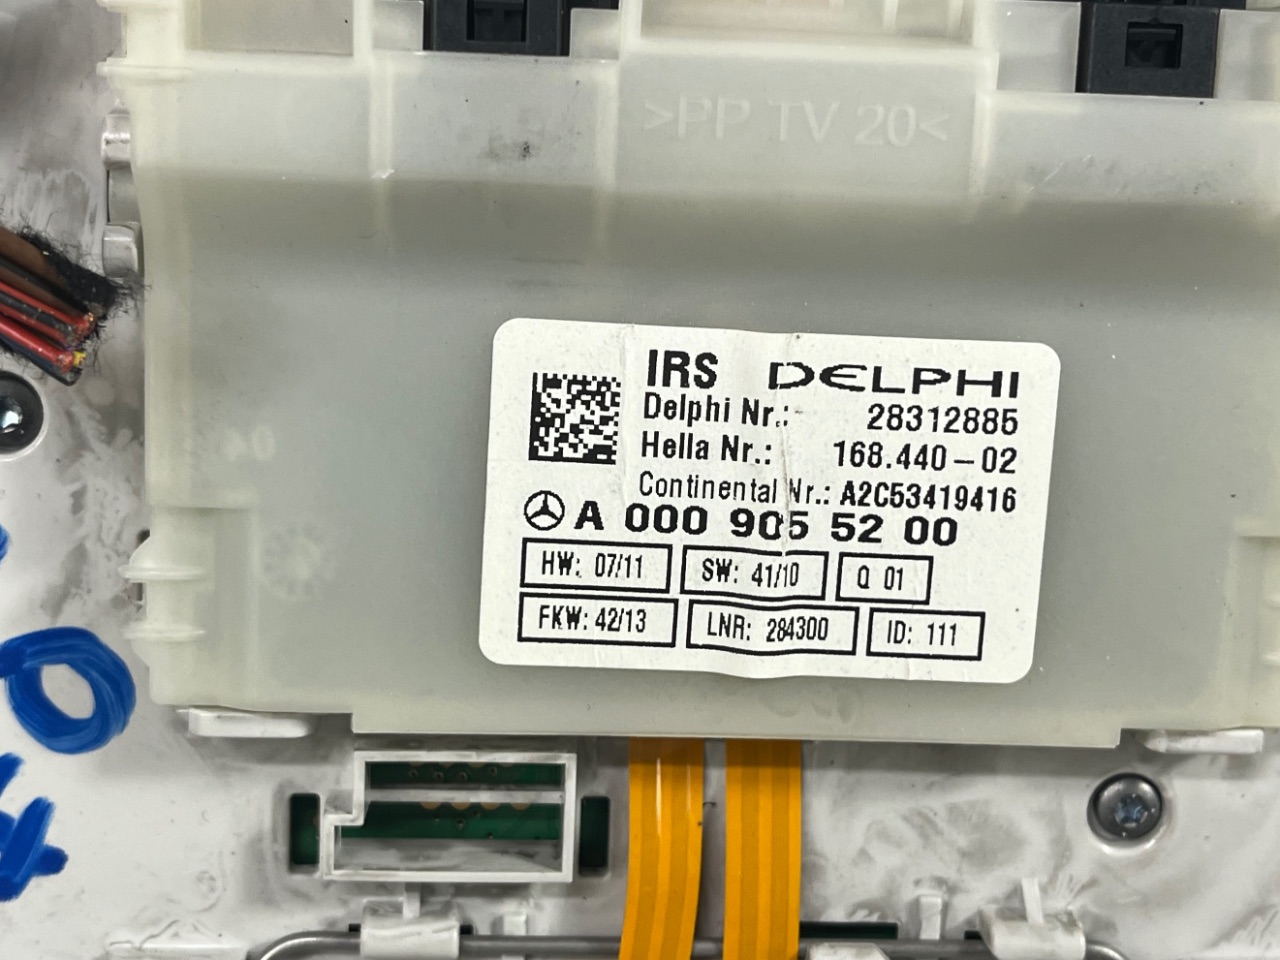 >PP TV 20<
IRS DELPHI
Delphi Nr.: 28312885
Hella Nr.: 168.440-02
Continental Nr.: A2C53419416
A 000 905 52 00
HW: 07/11 SW: 41/10 Q 01
FKW: 42/13 LNR: 284300 ID: 111
04